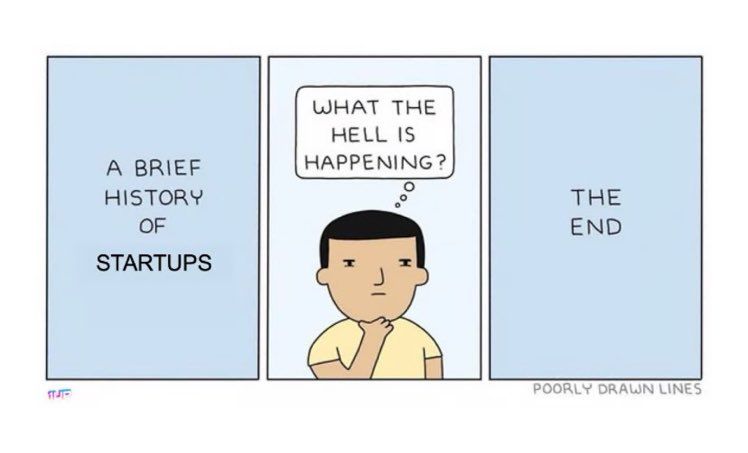 A BRIEF
HISTORY
OF
STARTUPS
WHAT THE
HELL IS
HAPPENING?
THE
END
POORLY DRAWN LINES